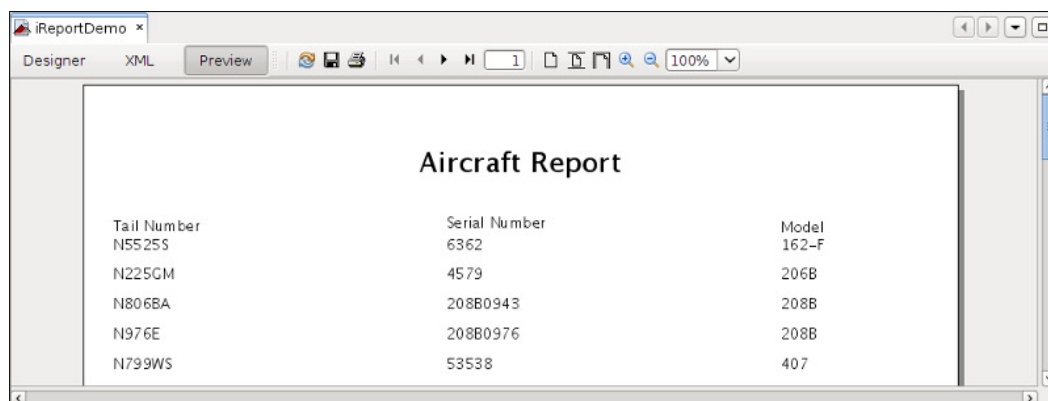 iReportDemo ×
Designer XML Preview 1 100%
Aircraft Report
Tail Number Serial Number Model
N5525S 6362 162-F
N225GM 4579 206B
N806BA 208B0943 208B
N976E 208B0976 208B
N799WS 53538 407